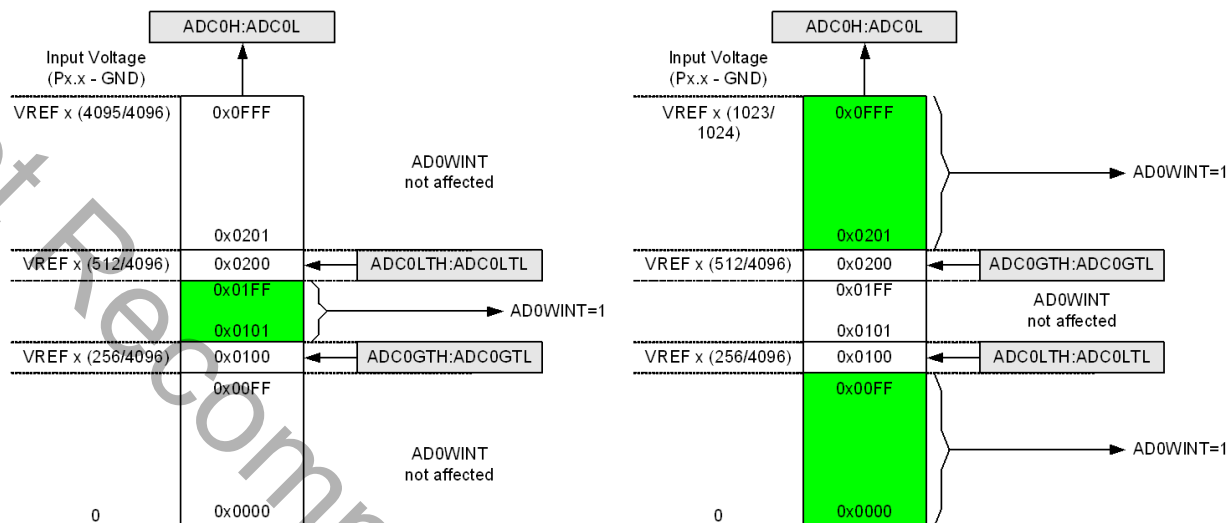 ADC0H:ADC0L
Input Voltage
(Px.x - GND)
VREF x (4095/4096)
0x0FFF
AD0WINT
not affected
0x0201
VREF x (512/4096)
0x0200
ADC0LTH:ADC0LTL
0x01FF
AD0WINT=1
0x0101
VREF x (256/4096)
0x0100
ADC0GTH:ADC0GTL
0x00FF
AD0WINT
not affected
0
0x0000
ADC0H:ADC0L
Input Voltage
(Px.x - GND)
VREF x (1023/
1024)
0x0FFF
AD0WINT=1
0x0201
VREF x (512/4096)
0x0200
ADC0GTH:ADC0GTL
0x01FF
AD0WINT
not affected
0x0101
VREF x (256/4096)
0x0100
ADC0LTH:ADC0LTL
0x00FF
AD0WINT=1
0
0x0000